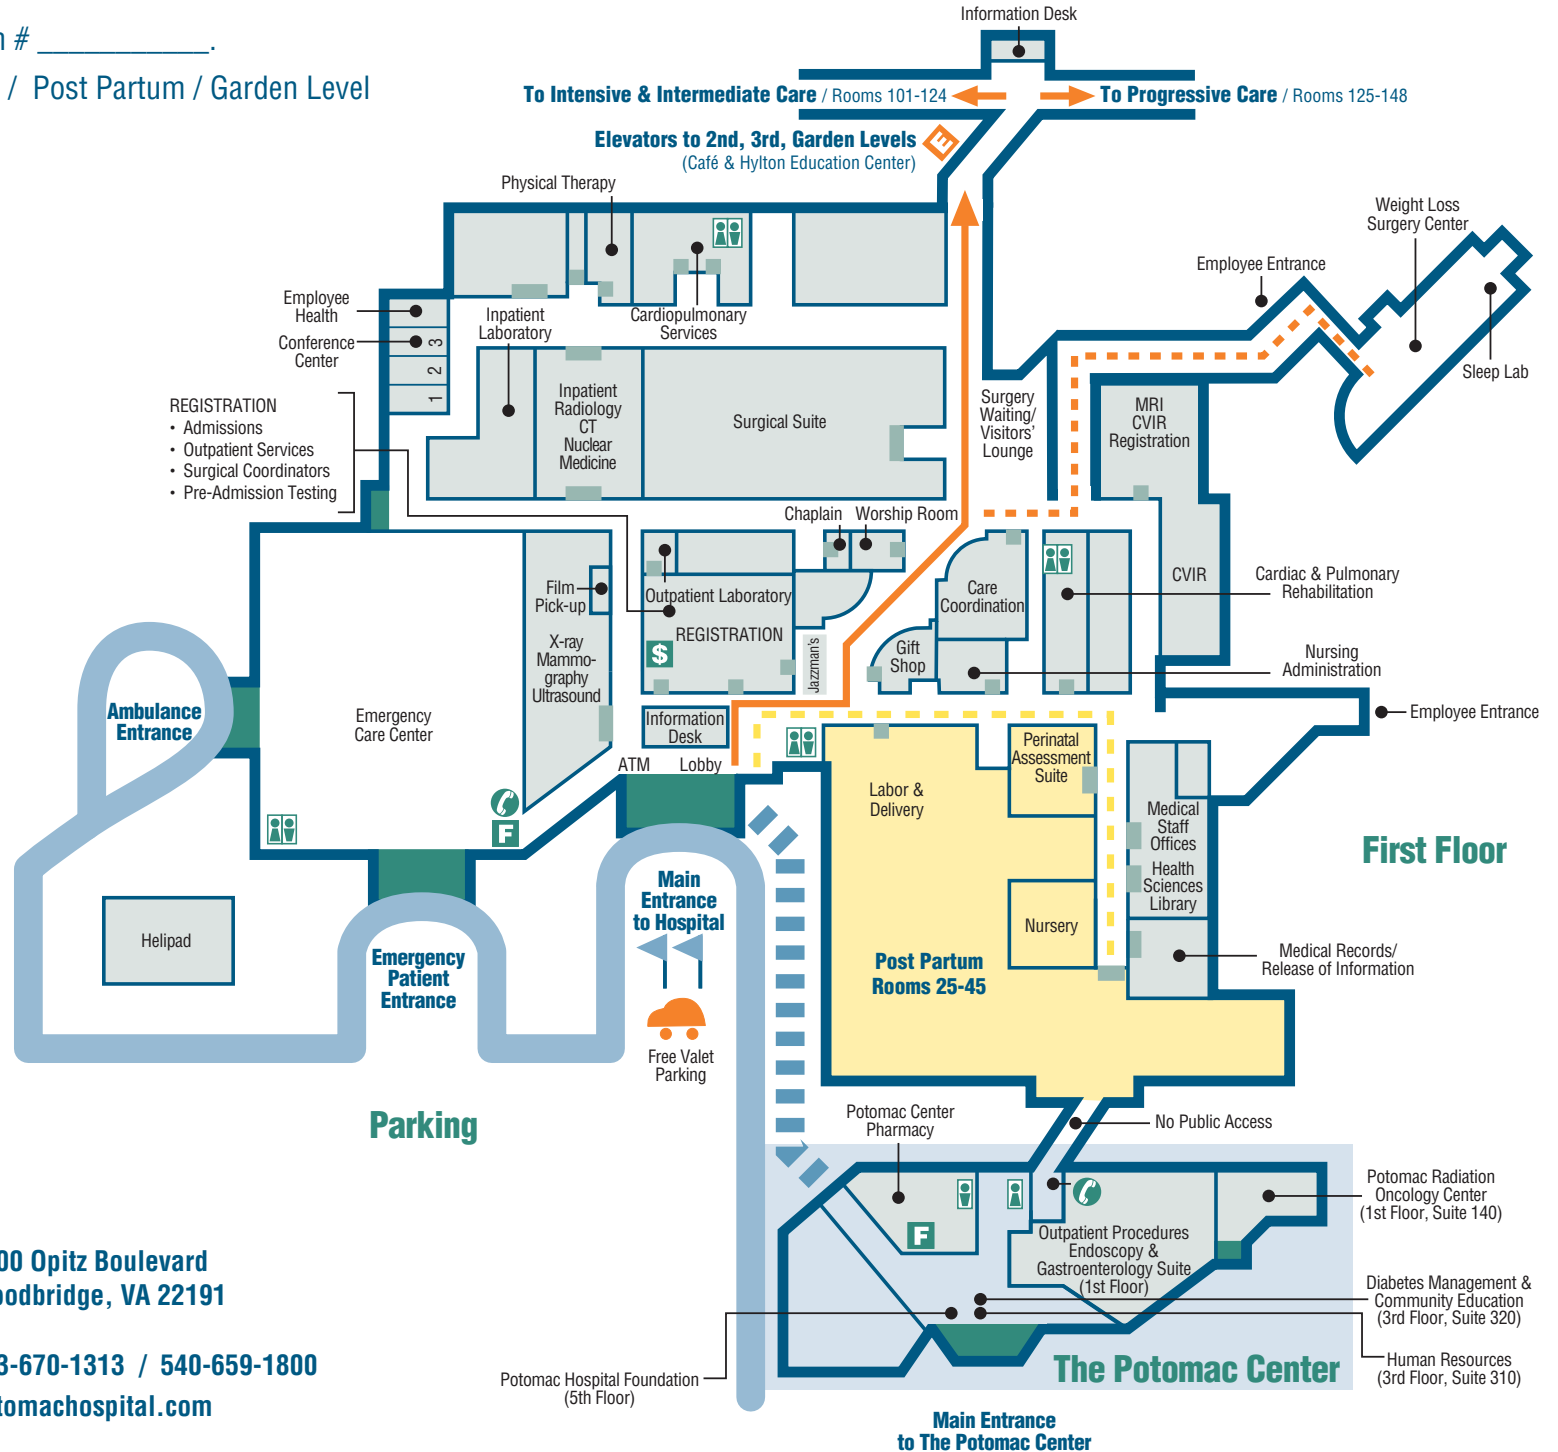 n # ___________.
/ Post Partum / Garden Level
Information Desk
To Intensive & Intermediate Care / Rooms 101-124
To Progressive Care / Rooms 125-148
Elevators to 2nd, 3rd, Garden Levels
(Café & Hylton Education Center)
E
Physical Therapy
Weight Loss
Surgery Center
Employee Entrance
Sleep Lab
Employee
Health
Conference
Center
3
2
1
Inpatient
Laboratory
Cardiopulmonary
Services
REGISTRATION
• Admissions
• Outpatient Services
• Surgical Coordinators
• Pre-Admission Testing
Inpatient
Radiology
CT
Nuclear
Medicine
Surgical Suite
Surgery
Waiting/
Visitors'
Lounge
MRI
CVIR
Registration
Chaplain
Worship Room
Film
Pick-up
Outpatient Laboratory
REGISTRATION
$
X-ray
Mammo-
graphy
Ultrasound
Jazzman's
Care
Coordination
Gift
Shop
CVIR
Cardiac & Pulmonary
Rehabilitation
Nursing
Administration
Employee Entrance
Ambulance
Entrance
Emergency
Care Center
Information
Desk
ATM
Lobby
F
Labor &
Delivery
Perinatal
Assessment
Suite
Medical
Staff
Offices
Health
Sciences
Library
First Floor
Main
Entrance
to Hospital
Helipad
Emergency
Patient
Entrance
Nursery
Post Partum
Rooms 25-45
Medical Records/
Release of Information
Free Valet
Parking
Parking
Potomac Center
Pharmacy
No Public Access
F
Outpatient Procedures
Endoscopy &
Gastroenterology Suite
(1st Floor)
Potomac Radiation
Oncology Center
(1st Floor, Suite 140)
Diabetes Management &
Community Education
(3rd Floor, Suite 320)
Human Resources
(3rd Floor, Suite 310)
The Potomac Center
Potomac Hospital Foundation
(5th Floor)
Main Entrance
to The Potomac Center
00 Opitz Boulevard
oodbridge, VA 22191
3-670-1313 / 540-659-1800
tomachospital.com